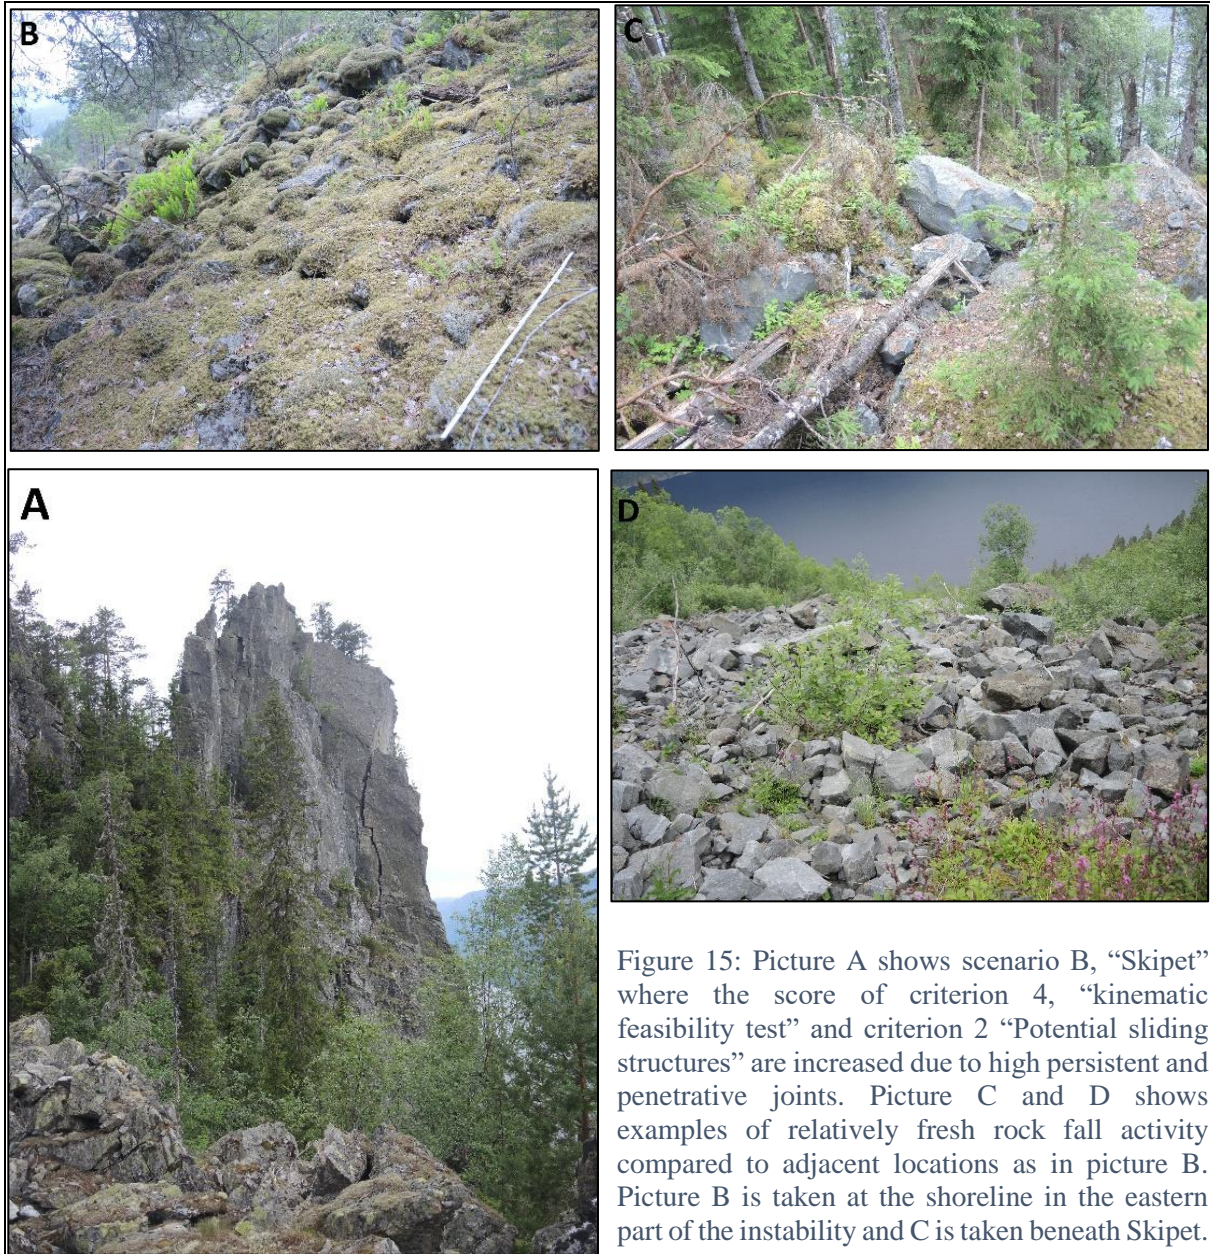 B
C
A
D
Figure 15: Picture A shows scenario B, “Skipet”
where the score of criterion 4, “kinematic
feasibility test” and criterion 2 “Potential sliding
structures” are increased due to high persistent and
penetrative joints. Picture C and D shows
examples of relatively fresh rock fall activity
compared to adjacent locations as in picture B.
Picture B is taken at the shoreline in the eastern
part of the instability and C is taken beneath Skipet.